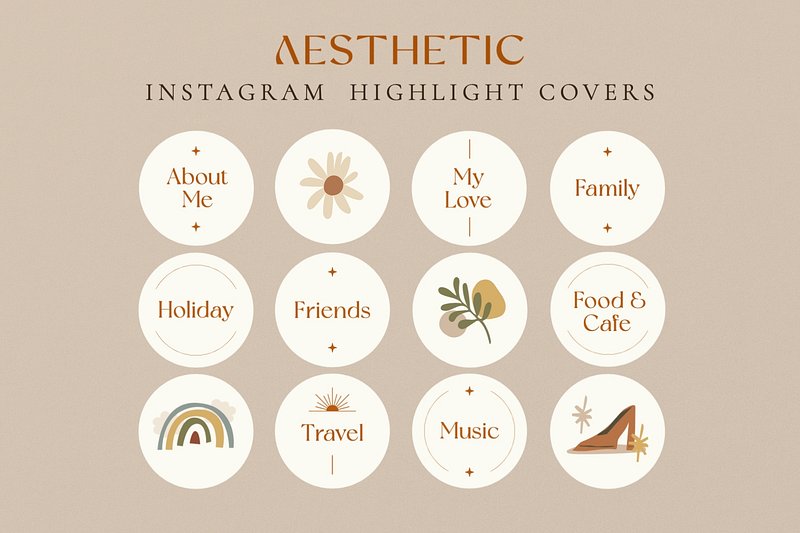 AESTHETIC
INSTAGRAM HIGHLIGHT COVERS
About
Me
My
Love
Family
Holiday
Friends
Food &
Cafe
Travel
Music